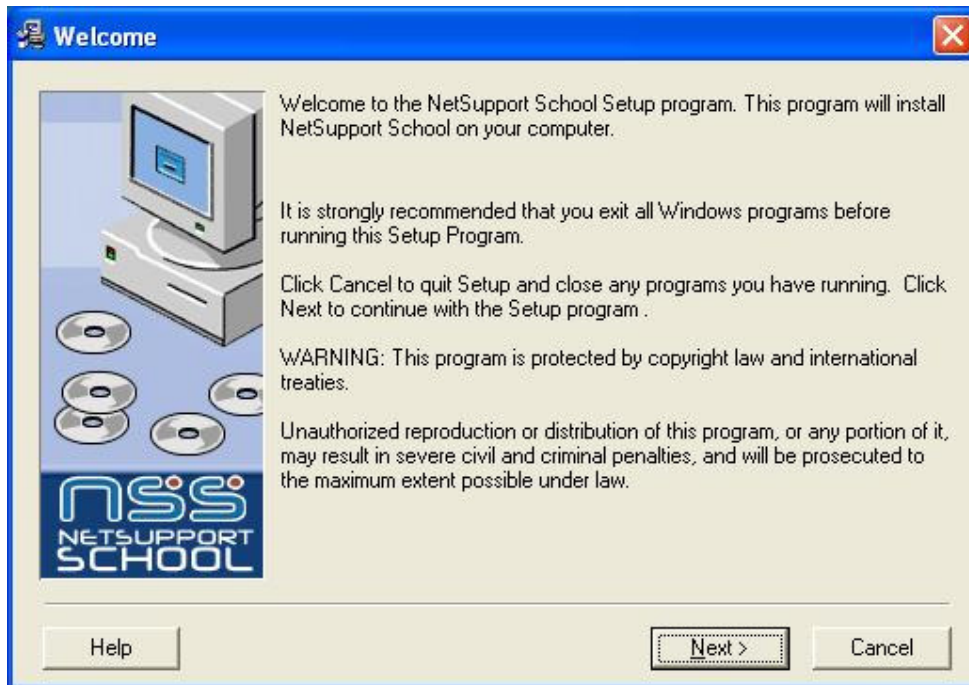 Welcome
Welcome to the NetSupport School Setup program. This program will install
NetSupport School on your computer.
It is strongly recommended that you exit all Windows programs before
running this Setup Program.
Click Cancel to quit Setup and close any programs you have running.  Click
Next to continue with the Setup program .
WARNING: This program is protected by copyright law and international
treaties.
Unauthorized reproduction or distribution of this program, or any portion of it,
may result in severe civil and criminal penalties, and will be prosecuted to
the maximum extent possible under law.
nss
NETSUPPORT
SCHOOL
Help
Next >
Cancel